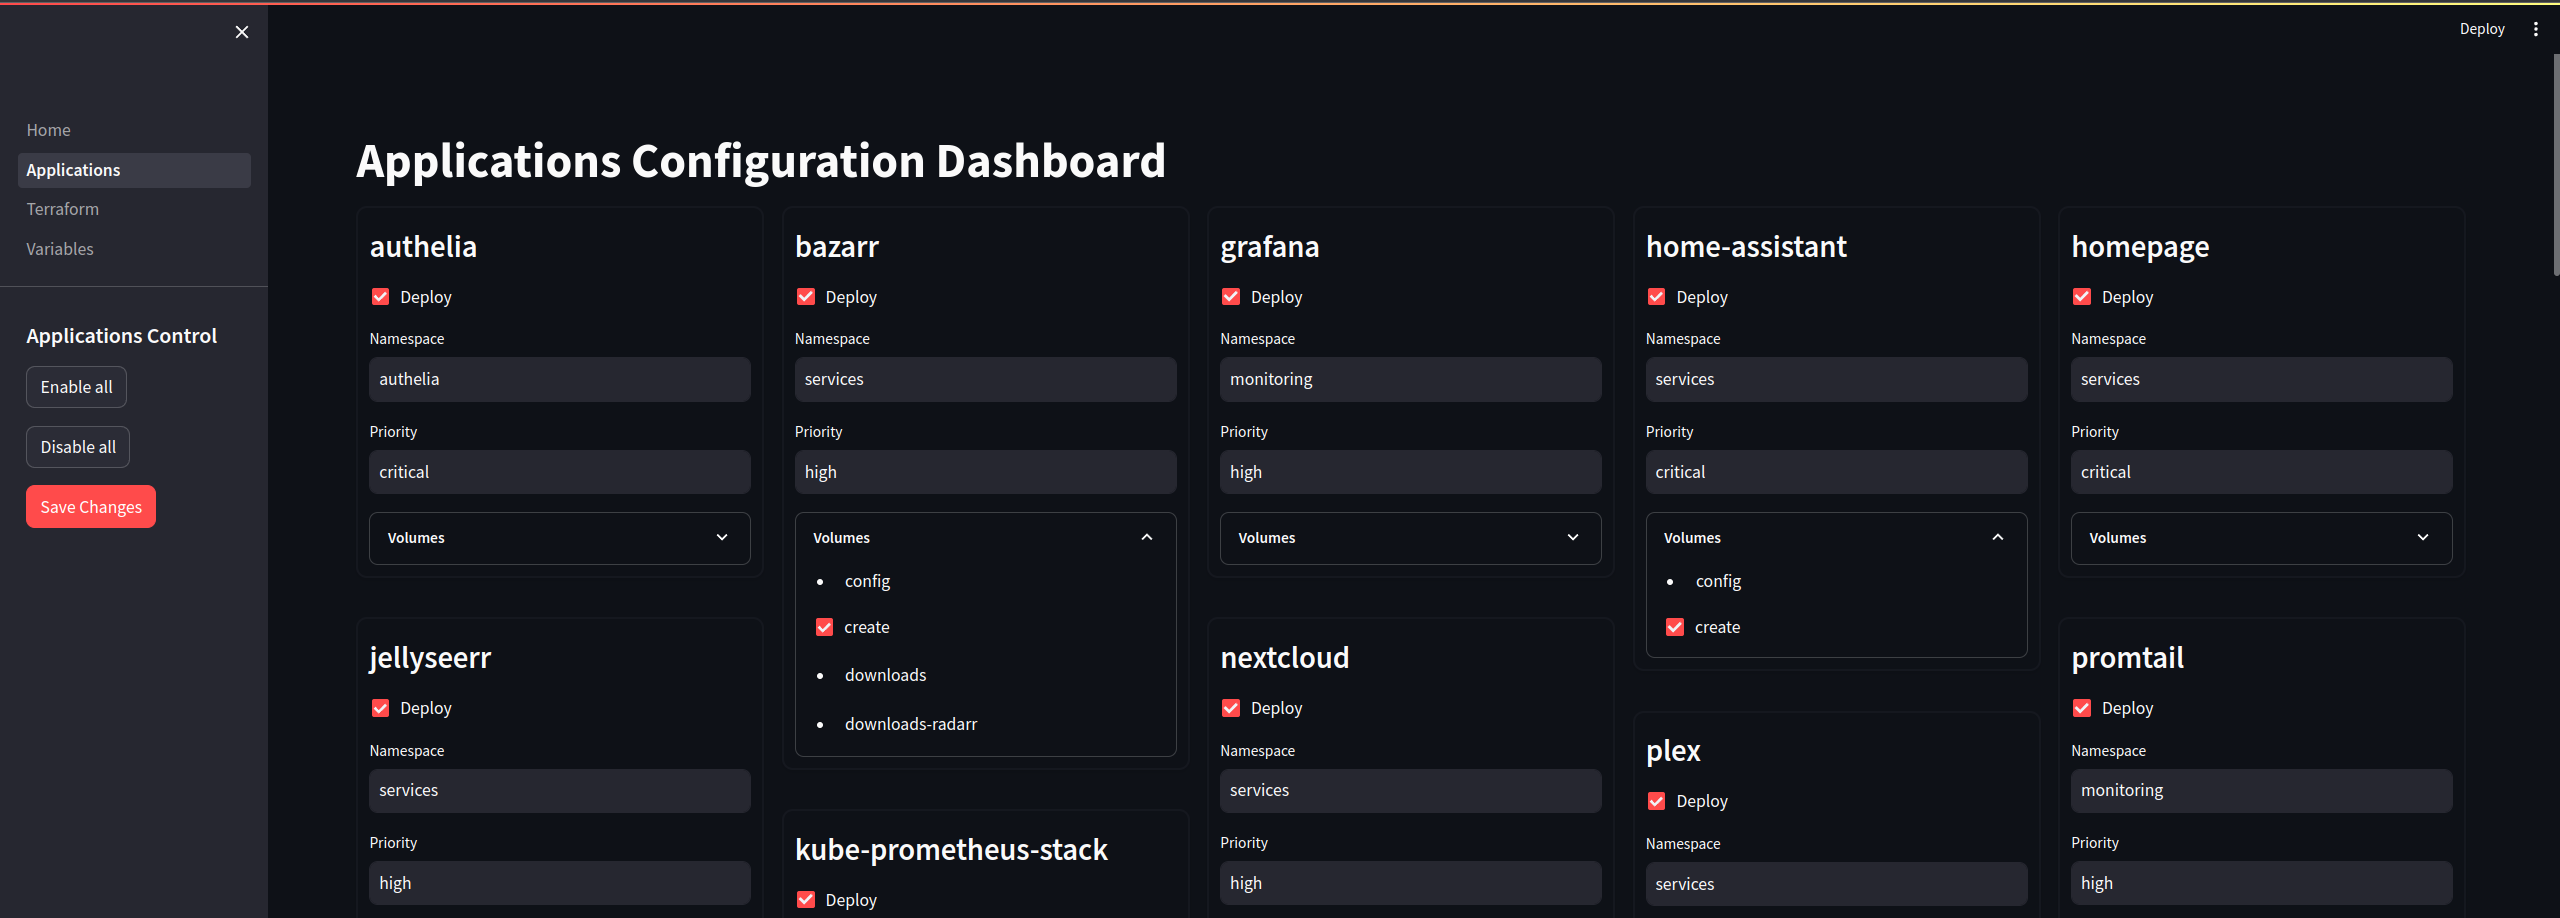 Deploy
Home
Applications
Terraform
Variables
Applications Control
Enable all
Disable all
Save Changes
Applications Configuration Dashboard
authelia
Deploy
Namespace
authelia
Priority
critical
Volumes
bazarr
Deploy
Namespace
services
Priority
high
Volumes
config
create
downloads
downloads-radarr
grafana
Deploy
Namespace
monitoring
Priority
high
Volumes
home-assistant
Deploy
Namespace
services
Priority
critical
Volumes
config
create
homepage
Deploy
Namespace
services
Priority
critical
Volumes
jellyseerr
Deploy
Namespace
services
Priority
high
kube-prometheus-stack
Deploy
nextcloud
Deploy
Namespace
services
Priority
high
plex
Deploy
Namespace
services
promtail
Deploy
Namespace
monitoring
Priority
high